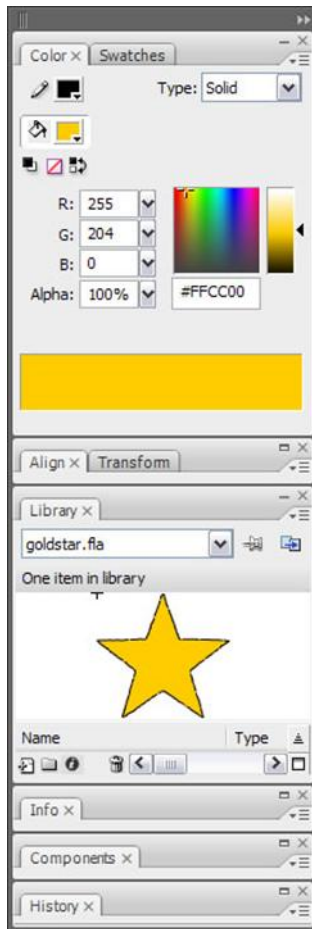 Color × Swatches
Type: Solid
R: 255
G: 204
B: 0
Alpha: 100% #FFCC00
Align × Transform
Library ×
goldstar.fla
One item in library
Name Type
Info ×
Components ×
History ×